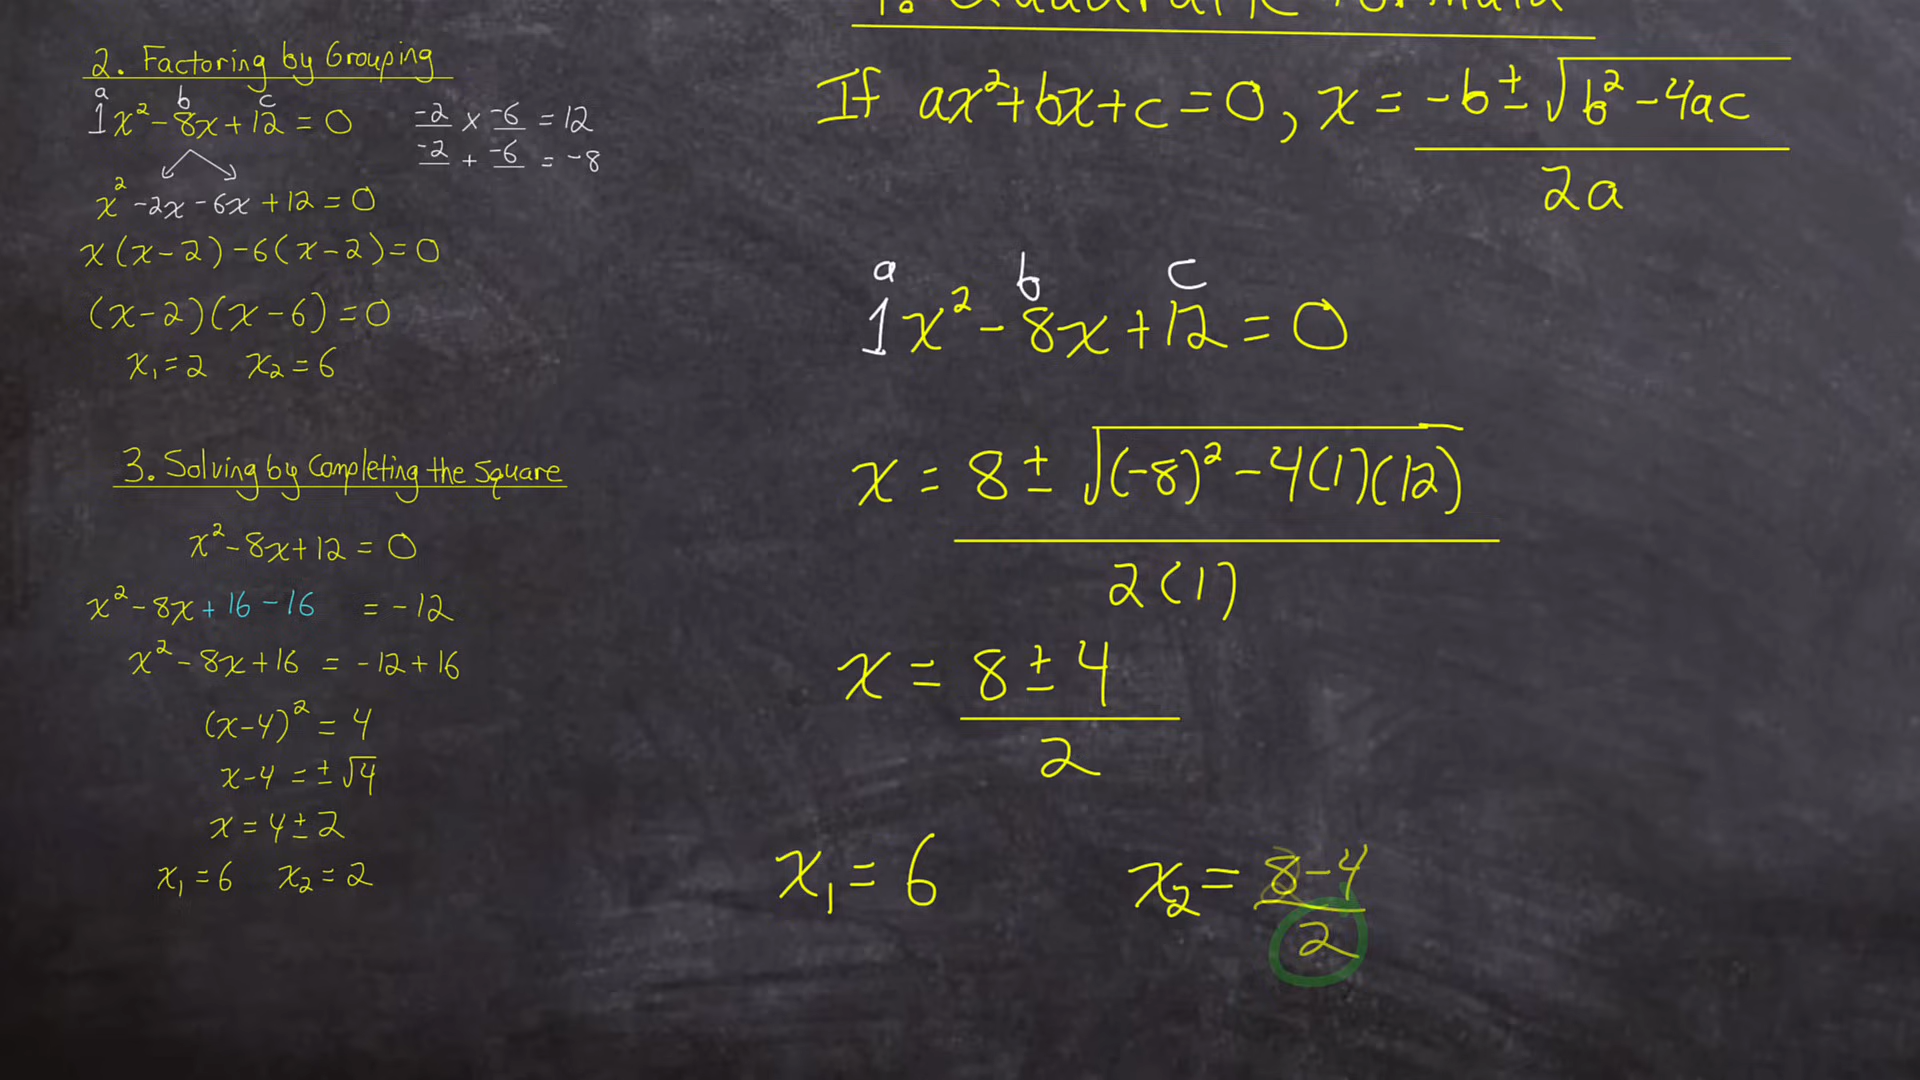 2. Factoring by Grouping
a b c
1x² - 8x + 12 = 0
-2 x -6 = 12
-2 + -6 = -8
x² - 2x - 6x + 12 = 0
x(x-2) - 6(x-2) = 0
(x-2)(x-6) = 0
x₁ = 2 x₂ = 6
3. Solving by Completing the Square
x² - 8x + 12 = 0
x² - 8x + 16 - 16 = -12
x² - 8x + 16 = -12 + 16
(x-4)² = 4
x-4 = ±√4
x = 4 ± 2
x₁ = 6 x₂ = 2
Quadratic Formula
If ax² + bx + c = 0, x = (-b ± √(b² - 4ac)) / 2a
a b c
1x² - 8x + 12 = 0
x = (8 ± √((-8)² - 4(1)(12))) / 2(1)
x = (8 ± 4) / 2
x₁ = 6 x₂ = (8 - 4) / 2